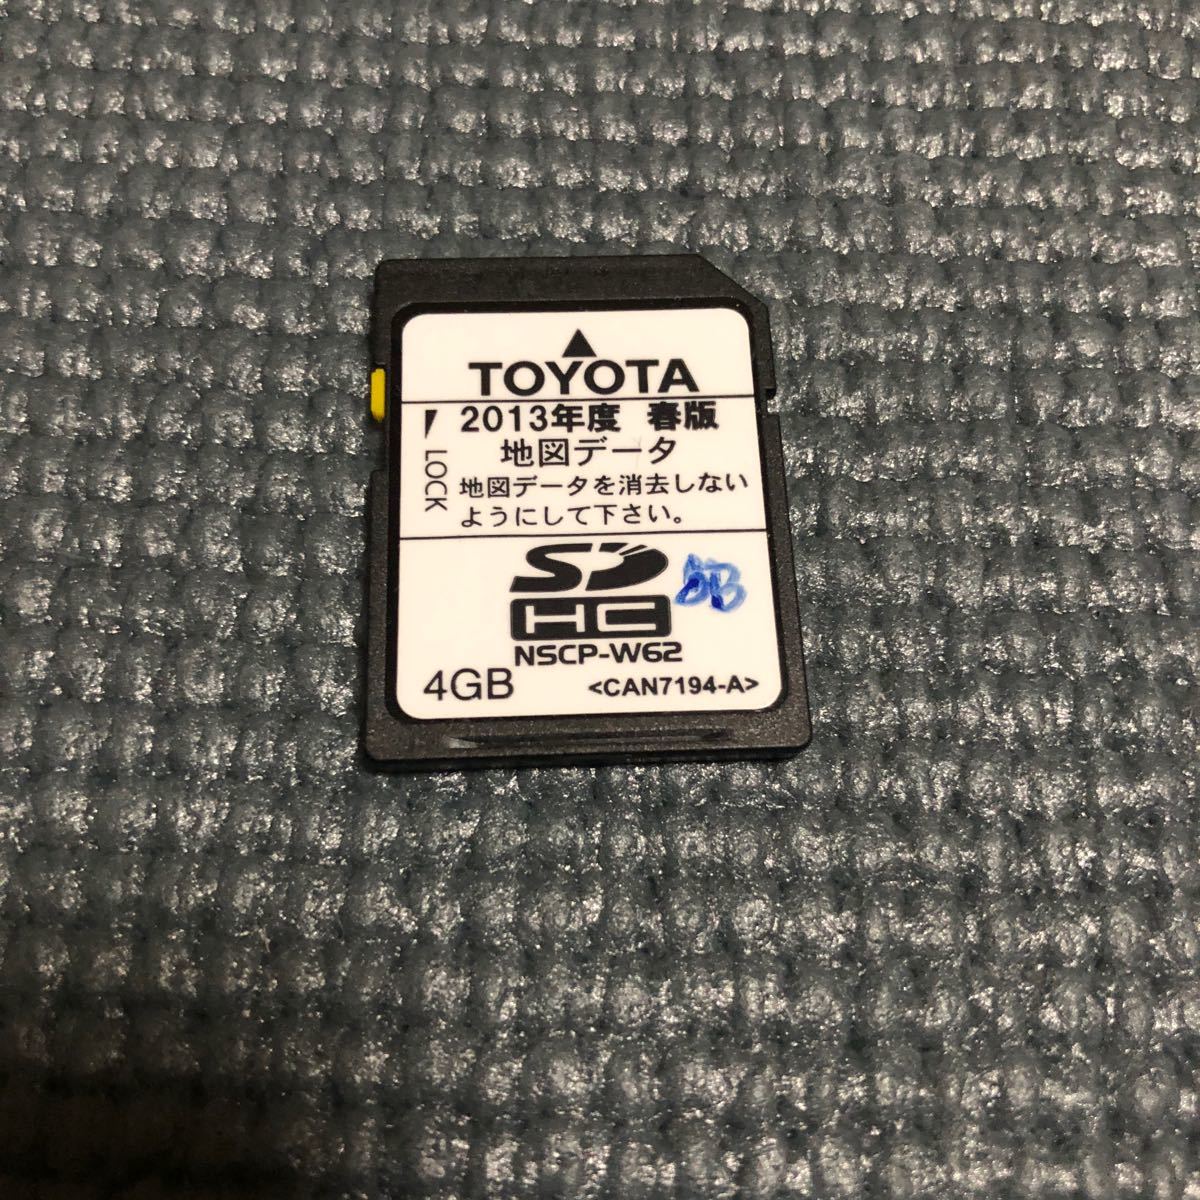 TOYOTA
2013年度 春版
地図データ
LOCK
地図データを消去しない
ようにして下さい。
SD
HC
NSCP-W62
4GB <CAN7194-A>